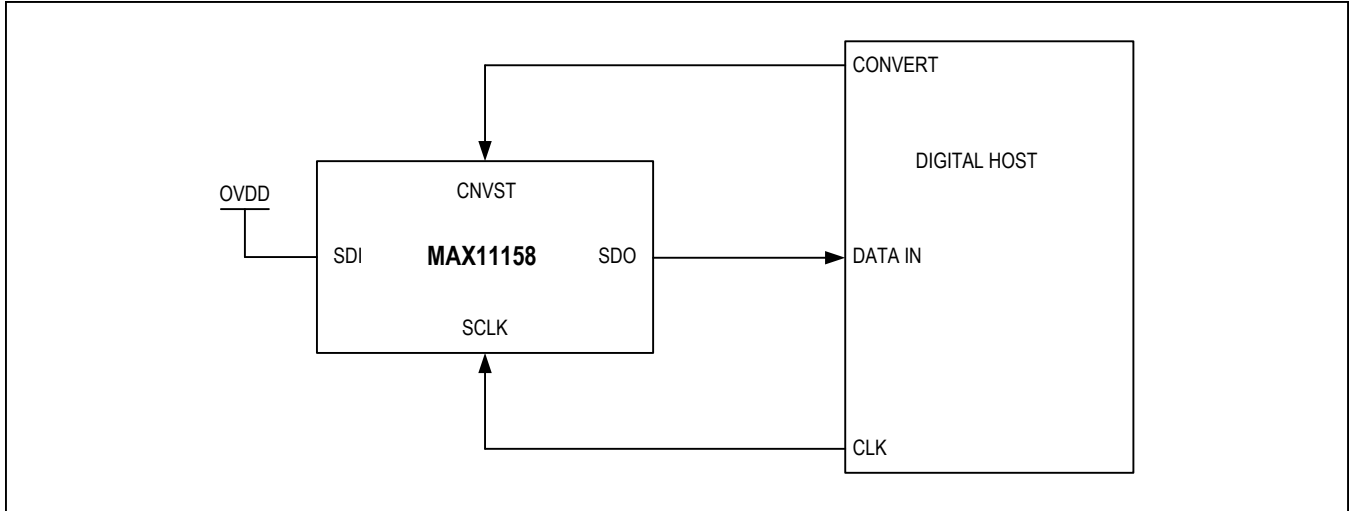 CONVERT
DIGITAL HOST
CNVST
OVDD
SDI
MAX11158
SDO
DATA IN
SCLK
CLK